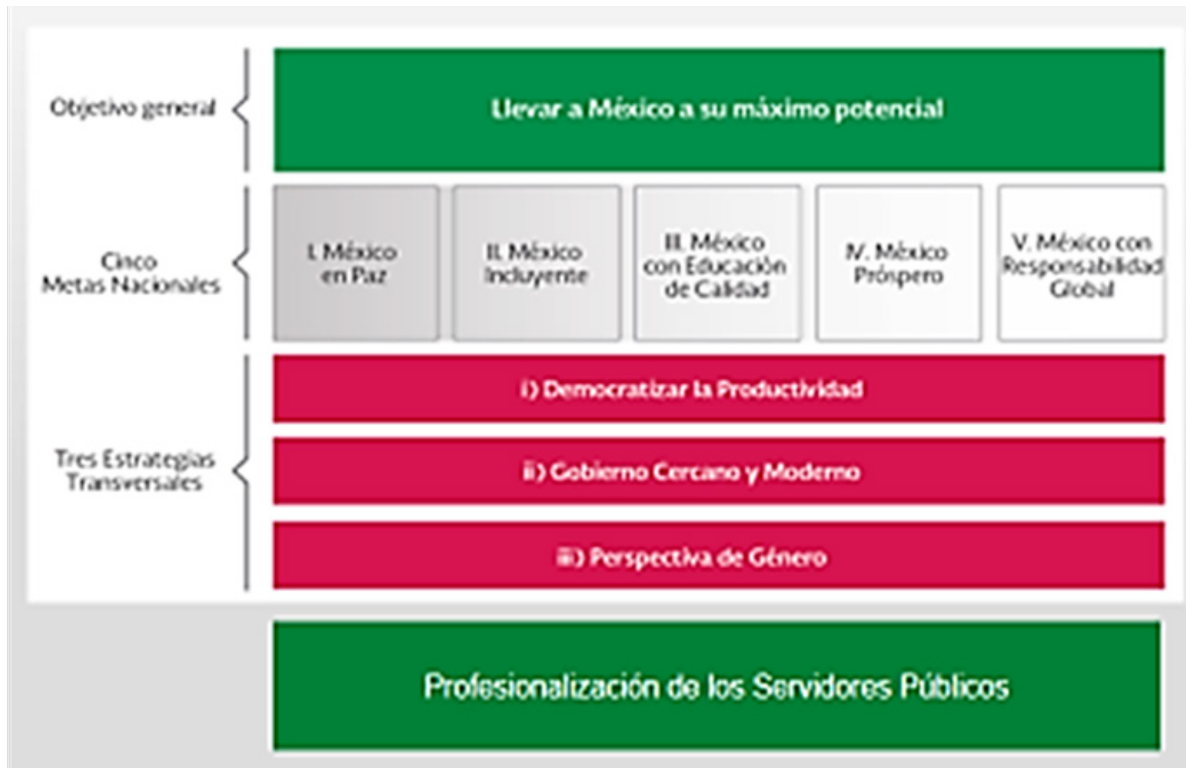 Objetivo general
Llevar a México a su máximo potencial
Cinco
Metas Nacionales
I. México
en Paz
II. México
Incluyente
III. México
con Educación
de Calidad
IV. México
Próspero
V. México con
Responsabilidad
Global
Tres Estrategias
Transversales
i) Democratizar la Productividad
ii) Gobierno Cercano y Moderno
iii) Perspectiva de Género
Profesionalización de los Servidores Públicos